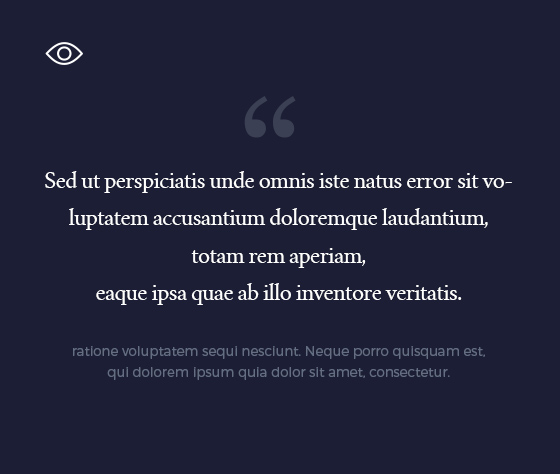 “
Sed ut perspiciatis unde omnis iste natus error sit vo-
luptatem accusantium doloremque laudantium,
totam rem aperiam,
eaque ipsa quae ab illo inventore veritatis.
ratione voluptatem sequi nesciunt. Neque porro quisquam est,
qui dolorem ipsum quia dolor sit amet, consectetur.